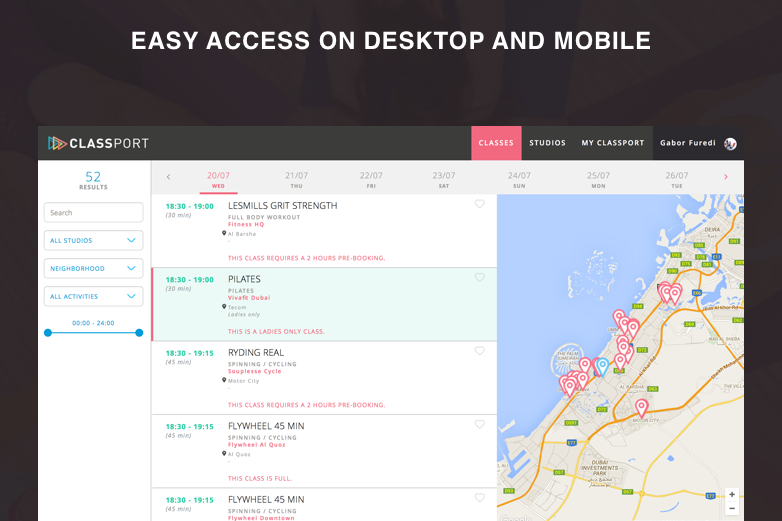 EASY ACCESS ON DESKTOP AND MOBILE
CLASSPORT
CLASSES
STUDIOS
MY CLASSPORT
Gabor Furedi
52
RESULTS
Search
ALL STUDIOS
NEIGHBORHOOD
ALL ACTIVITIES
00:00 - 24:00
20/07
WED
21/07
THU
22/07
FRI
23/07
SAT
24/07
SUN
25/07
MON
26/07
TUE
18:30 - 19:00
(30 min)
LESMILLS GRIT STRENGTH
FULL BODY WORKOUT
Fitness HQ
Al Barsha
THIS CLASS REQUIRES A 2 HOURS PRE-BOOKING.
18:30 - 19:00
(30 min)
PILATES
PILATES
Vivafit Dubai
Tecom
Ladies only
THIS IS A LADIES ONLY CLASS.
18:30 - 19:15
(45 min)
RYDING REAL
SPINNING / CYCLING
Souplesse Cycle
Motor City
THIS CLASS REQUIRES A 2 HOURS PRE-BOOKING.
18:30 - 19:15
(45 min)
FLYWHEEL 45 MIN
SPINNING / CYCLING
Flywheel Al Quoz
Al Quoz
THIS CLASS IS FULL.
18:30 - 19:15
(45 min)
FLYWHEEL 45 MIN
SPINNING / CYCLING
Flywheel Downtown
DEIRA
THE PALM
JUMEIRAH
AL BARSHA
MOTOR CITY
DUBAI
INVESTMENTS
PARK